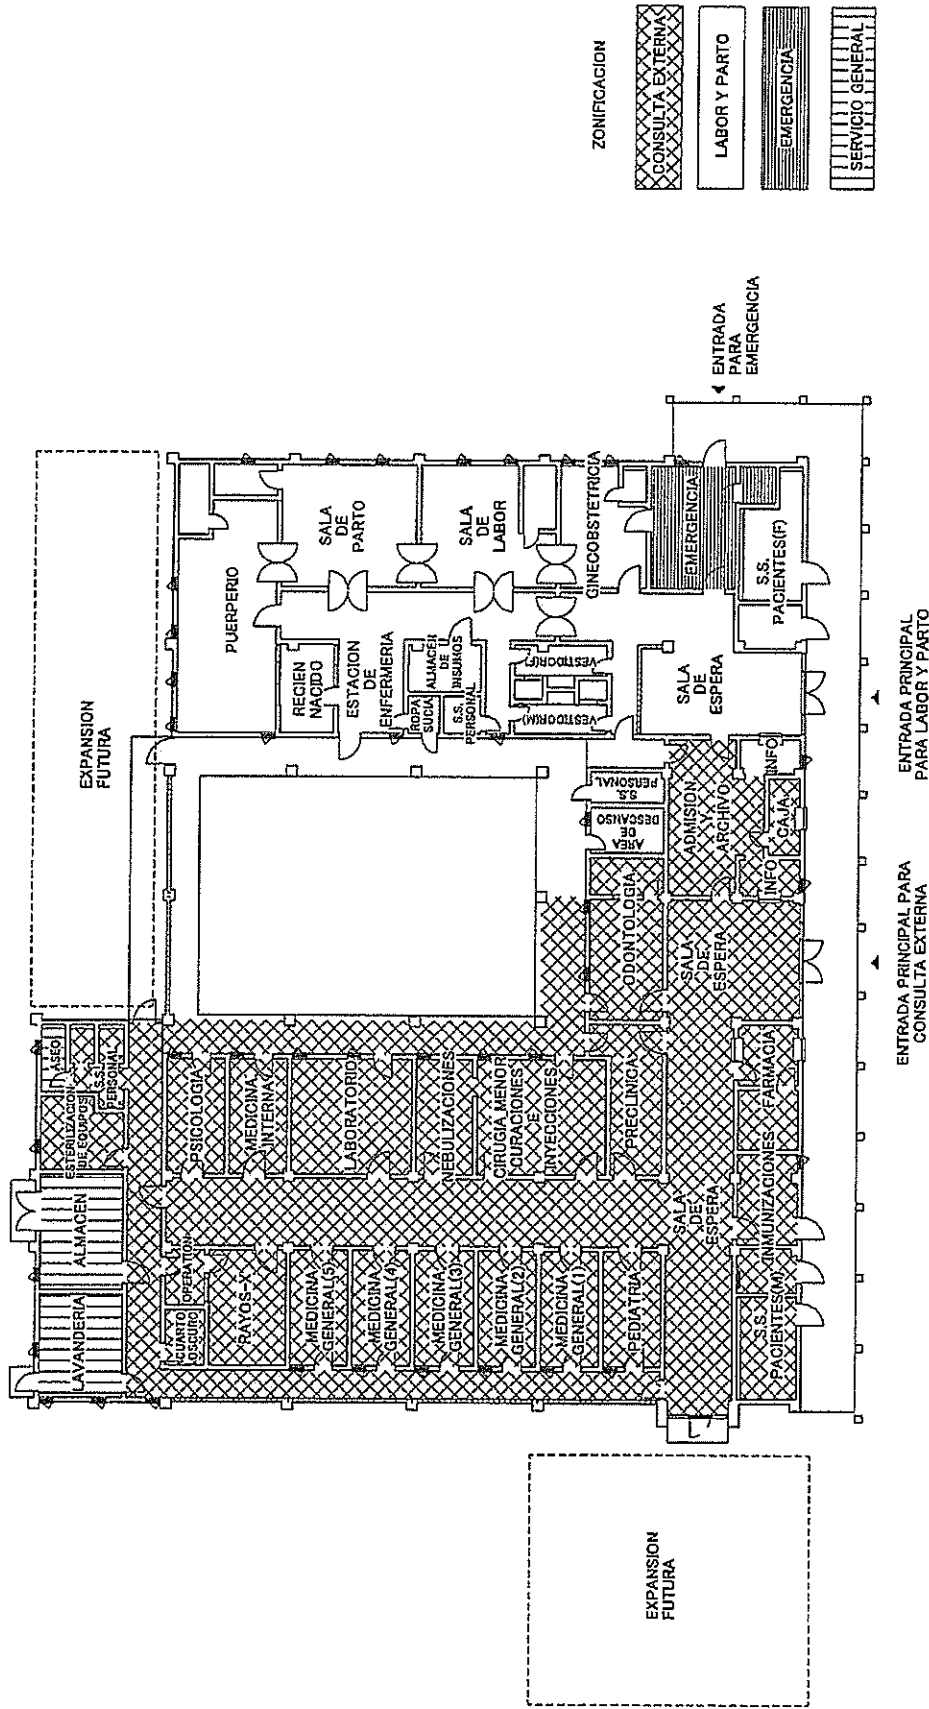 EXPANSION
FUTURA
LAVANDERIA
ALMACEN
ESTERILIZACION
DE EQUIPOS
ASEO
S.S.
PERSONAL
CUARTO
OSCURO
OPERATION
RAYOS-X
MEDICINA
GENERAL(5)
MEDICINA
GENERAL(4)
MEDICINA
GENERAL(3)
MEDICINA
GENERAL(2)
MEDICINA
GENERAL(1)
PEDIATRIA
PSICOLOGIA
MEDICINA
INTERNA
LABORATORIO
NEBULIZACIONES
CIRUGIA MENOR
CURACIONES
E
INYECCIONES
PRECLINICA
ODONTOLOGIA
AREA
DE
DESCANSO
S.S.
PERSONAL
PUERPERIO
RECIEN
NACIDO
ESTACION
DE
ENFERMERIA
SALA
DE
PARTO
ROPA
SUCIA
ALMACEN
DE
INSUMOS
S.S.
PERSONAL
SALA
DE
LABOR
VESTIDOR(M)
VESTIDOR(F)
GINECOBSTETRICIA
SALA
DE
ESPERA
SALA
DE
ESPERA
ADMISION
Y
ARCHIVO
SALA
DE
ESPERA
EMERGENCIA
S.S.
PACIENTES(M)
INMUNIZACIONES
FARMACIA
INFO
CAJA
INFO
S.S.
PACIENTES(F)
EXPANSION
FUTURA
ENTRADA PRINCIPAL PARA
CONSULTA EXTERNA
ENTRADA PRINCIPAL
PARA LABOR Y PARTO
ENTRADA
PARA
EMERGENCIA
ZONIFICACION
CONSULTA EXTERNA
LABOR Y PARTO
EMERGENCIA
SERVICIO GENERAL